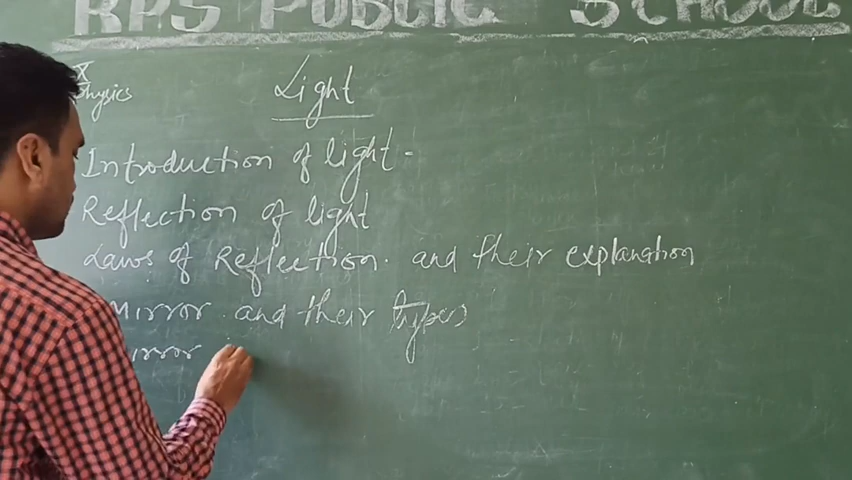 RPS PUBLIC SCHOOL
X
Physics
Light
Introduction of light -
Reflection of light
Laws of Reflection. and their explanation
Mirror. and their types